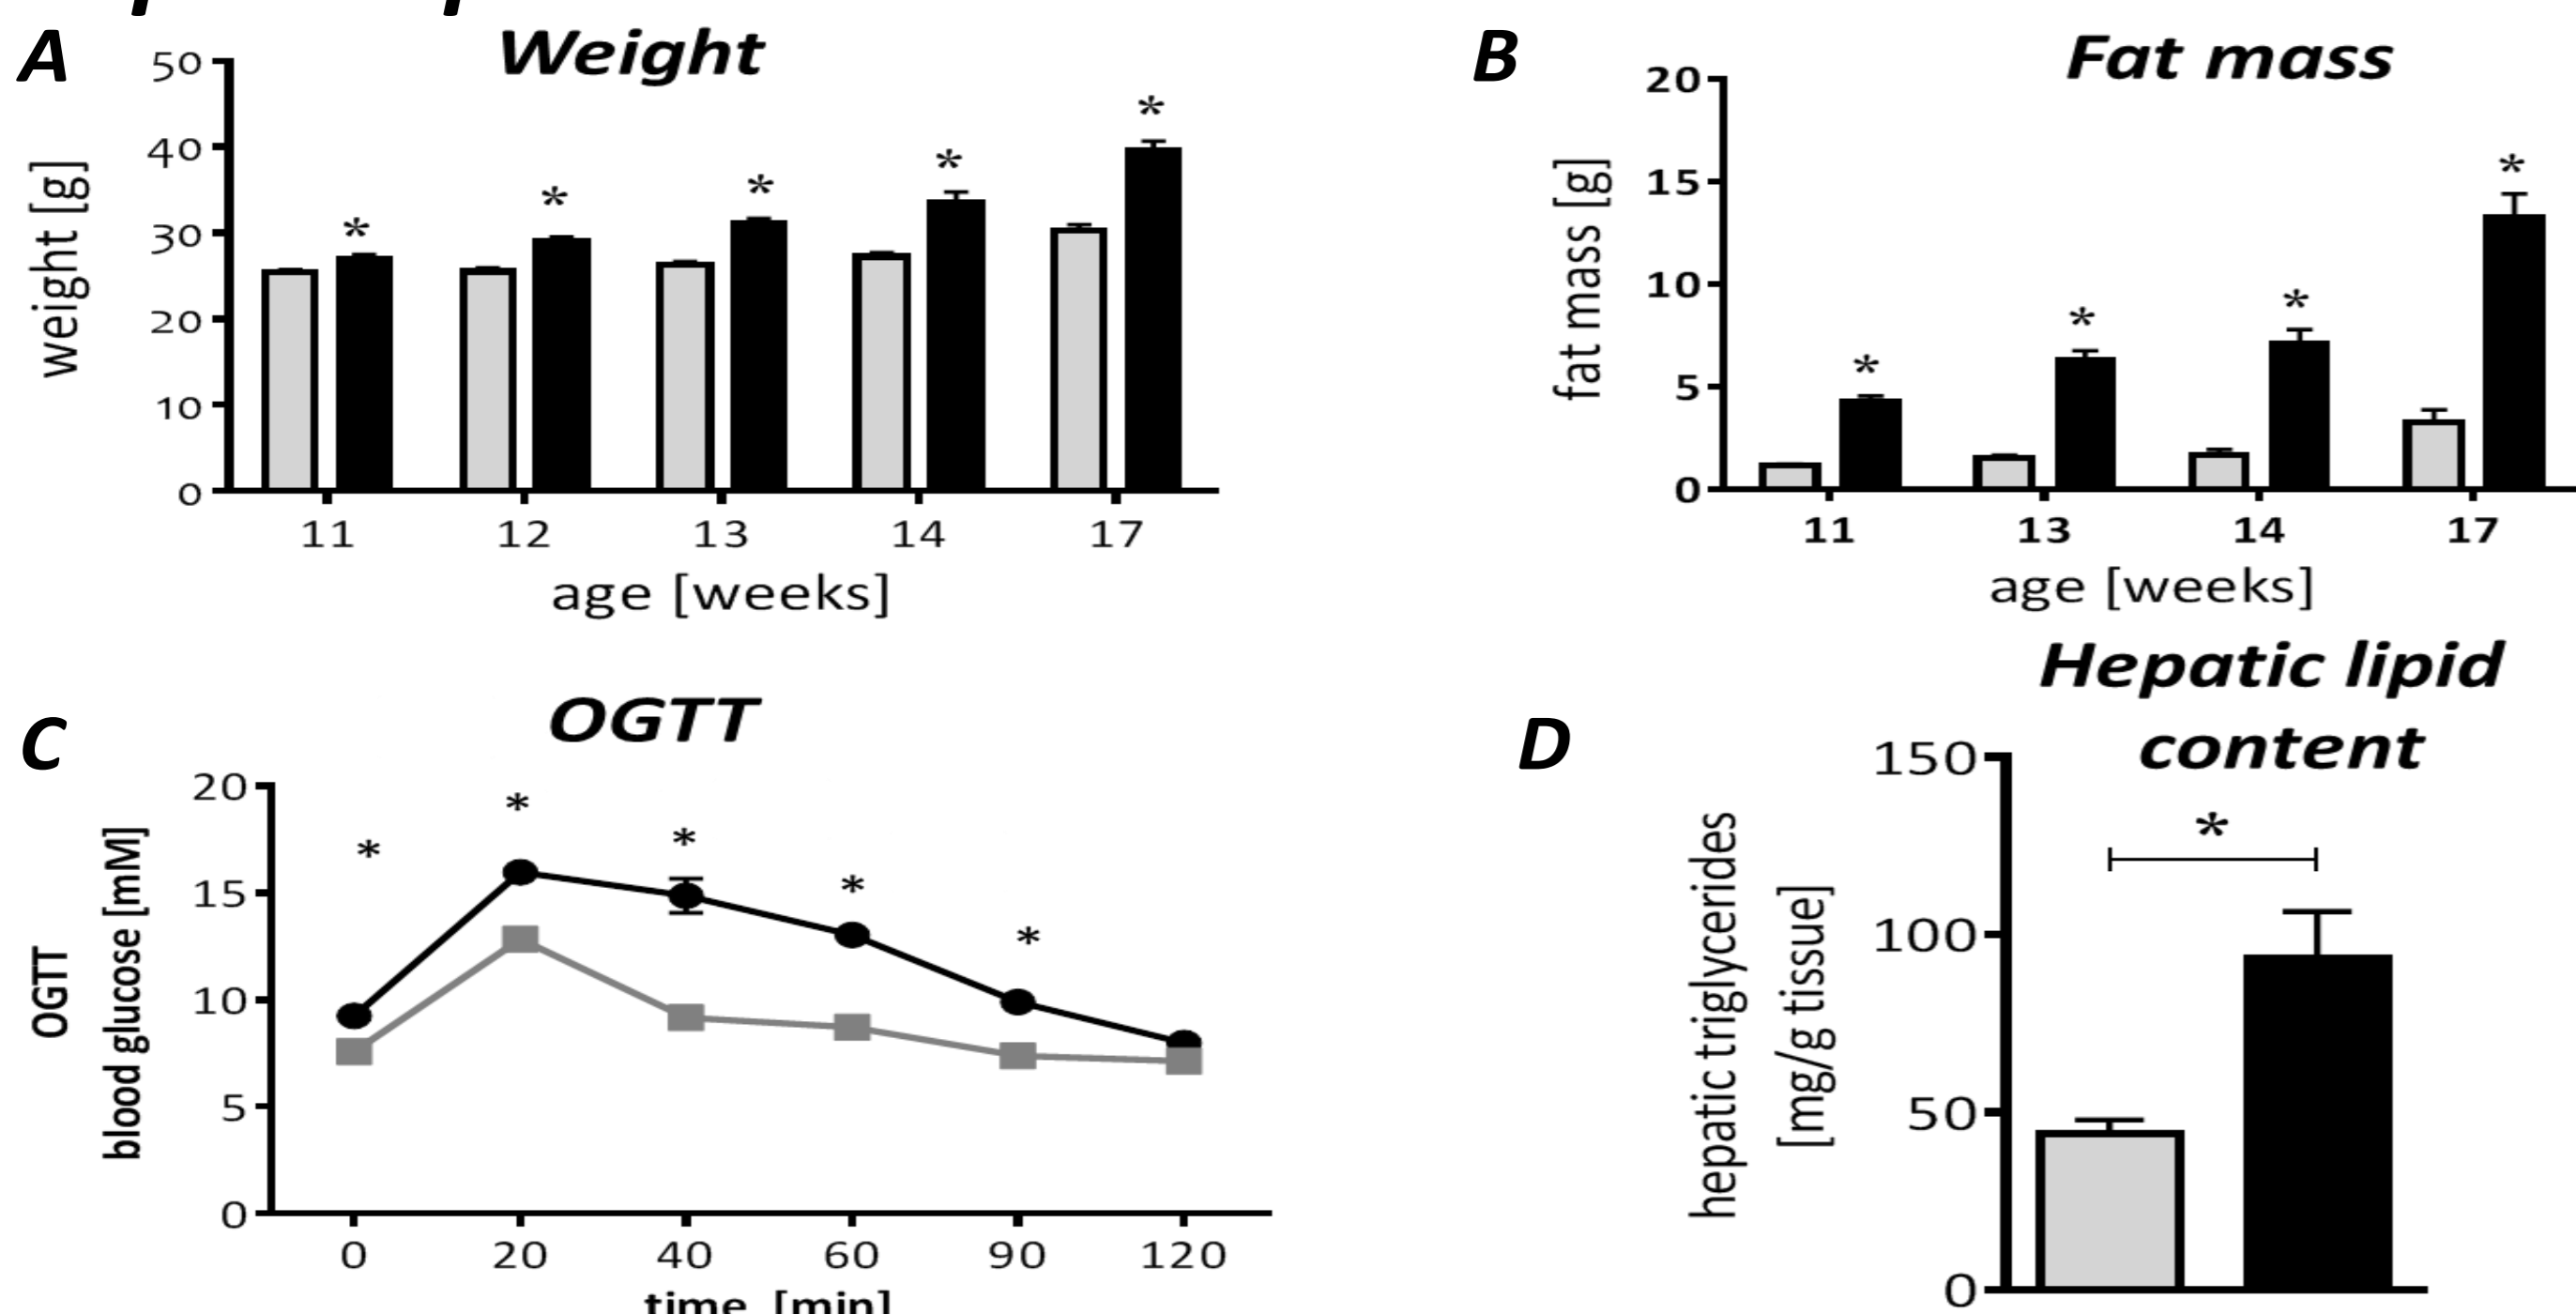 A
Weight
50
40
30
20
10
0
weight [g]
*
*
*
*
*
11 12 13 14 17
age [weeks]
B
Fat mass
20
15
10
5
0
fat mass [g]
*
*
*
*
11 13 14 17
age [weeks]
C
OGTT
20
15
10
5
0
OGTT
blood glucose [mM]
*
*
*
*
*
0 20 40 60 90 120
time [min]
D
Hepatic lipid
content
150
100
50
0
hepatic triglycerides
[mg/g tissue]
*